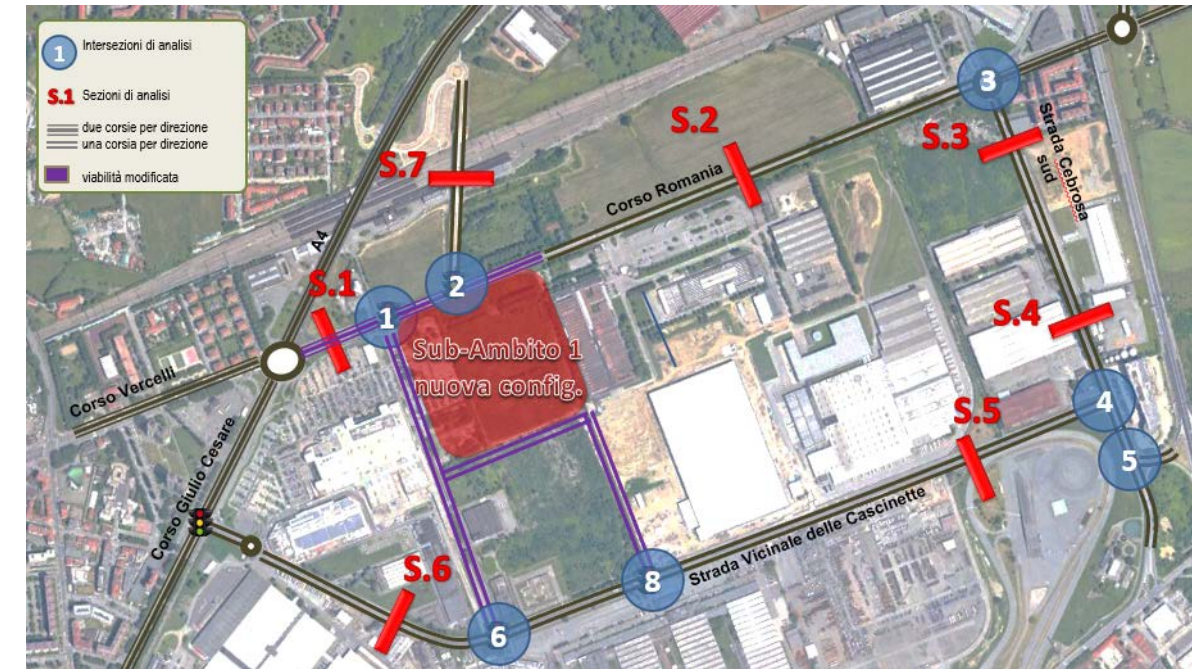 1 Intersezioni di analisi
S.1 Sezioni di analisi
due corsie per direzione
una corsia per direzione
viabilità modificata
3
S.2
S.3
Strada Cebrosa
sud
S.7
Corso Romania
A4
2
S.1
1
S.4
Sub-Ambito 1
nuova config.
Corso Vercelli
4
S.5
5
Corso Giulio Cesare
Strada Vicinale delle Cascinette
S.6
8
6